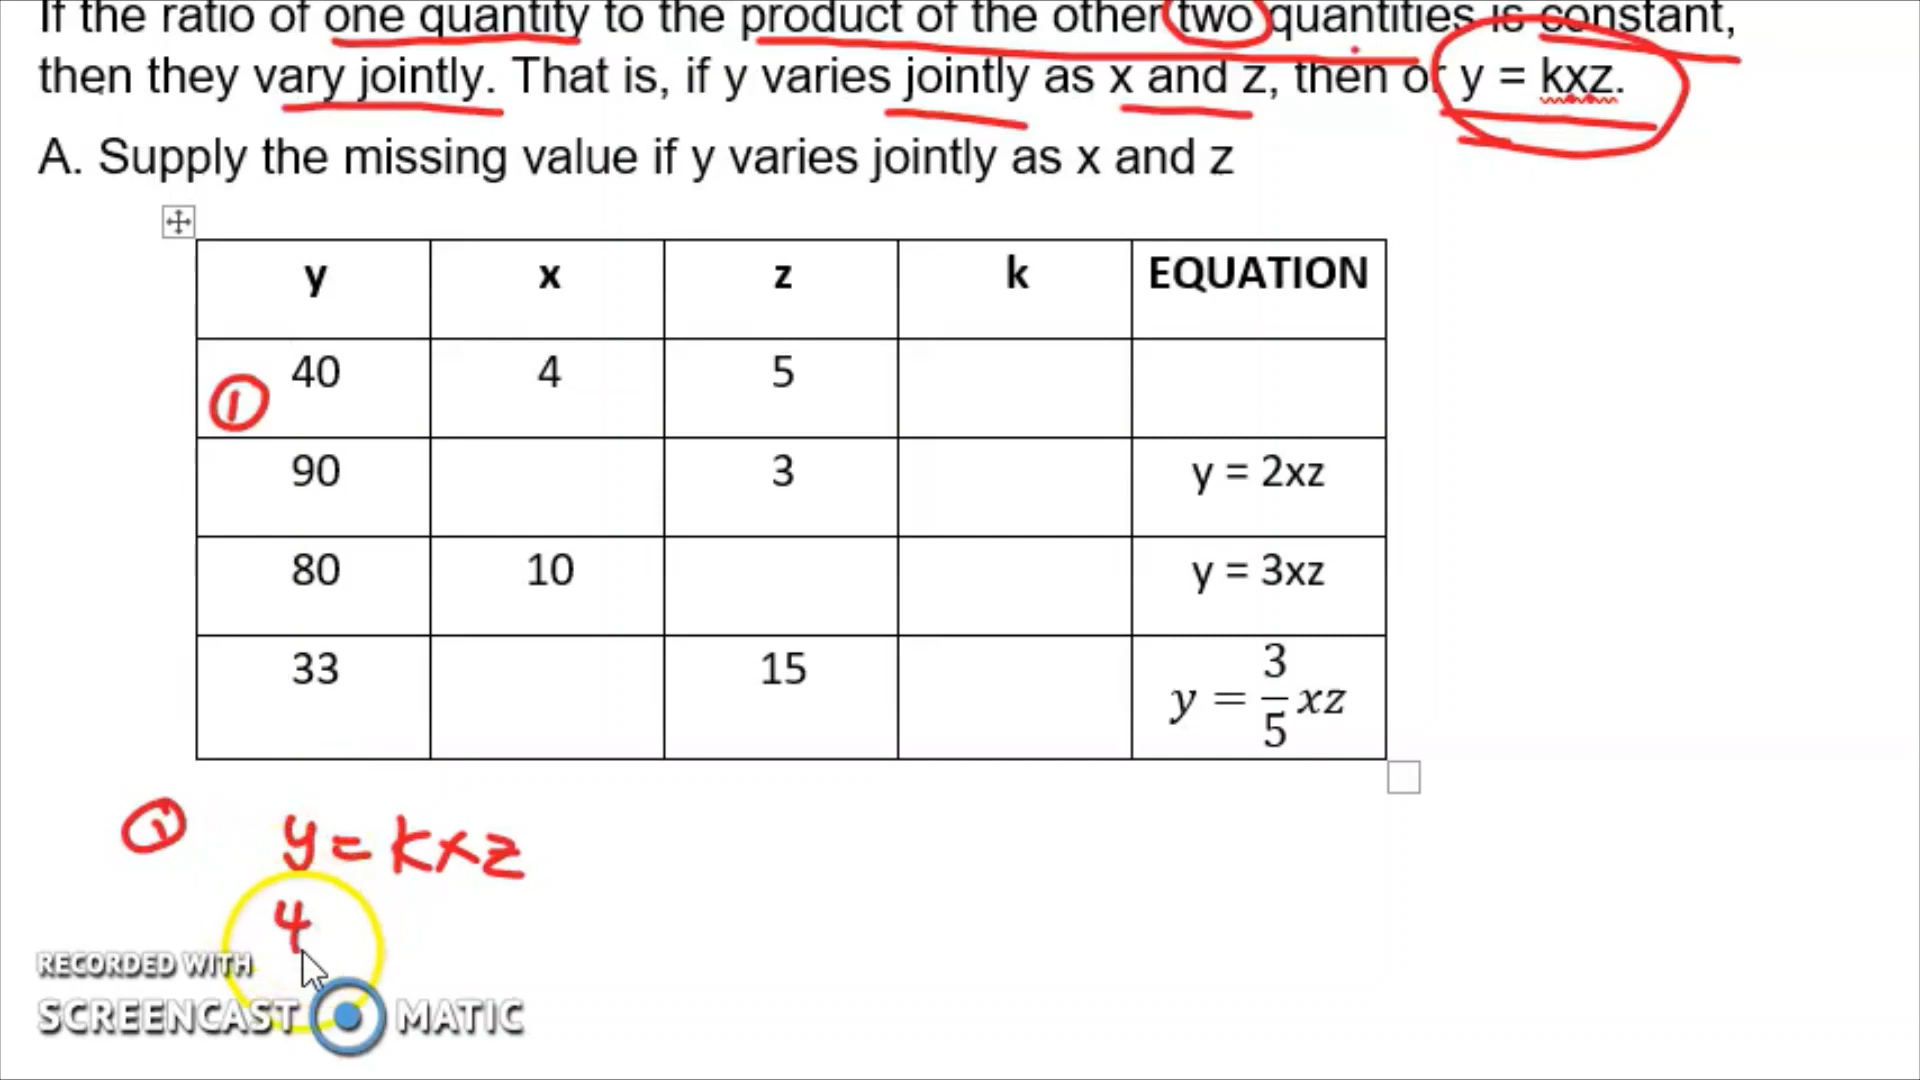 If the ratio of one quantity to the product of the other two quantities is constant,
then they vary jointly. That is, if y varies jointly as x and z, then or y = kxz.
A. Supply the missing value if y varies jointly as x and z
y x z k EQUATION
① 40 4 5
90 3 y = 2xz
80 10 y = 3xz
33 15 y = 3/5 xz
① y = kxz
4
RECORDED WITH
SCREENCAST MATIC